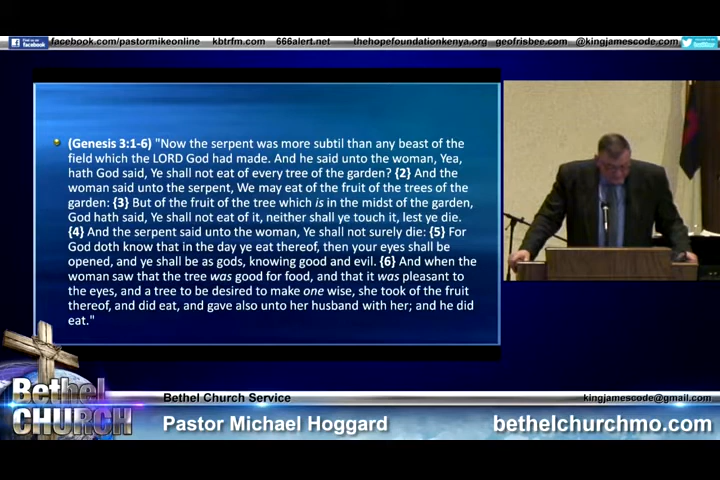 facebook.com/pastormikeonline kbtrfm.com 666alert.net thehopefoundationkenya.org geofrisbee.com @kingjamescode.com
(Genesis 3:1-6) "Now the serpent was more subtil than any beast of the
field which the LORD God had made. And he said unto the woman, Yea,
hath God said, Ye shall not eat of every tree of the garden? {2} And the
woman said unto the serpent, We may eat of the fruit of the trees of the
garden: {3} But of the fruit of the tree which is in the midst of the garden,
God hath said, Ye shall not eat of it, neither shall ye touch it, lest ye die.
{4} And the serpent said unto the woman, Ye shall not surely die: {5} For
God doth know that in the day ye eat thereof, then your eyes shall be
opened, and ye shall be as gods, knowing good and evil. {6} And when the
woman saw that the tree was good for food, and that it was pleasant to
the eyes, and a tree to be desired to make one wise, she took of the fruit
thereof, and did eat, and gave also unto her husband with her; and he did
eat."
Bethel
CHURCH
Bethel Church Service kingjamescode@gmail.com
Pastor Michael Hoggard bethelchurchmo.com